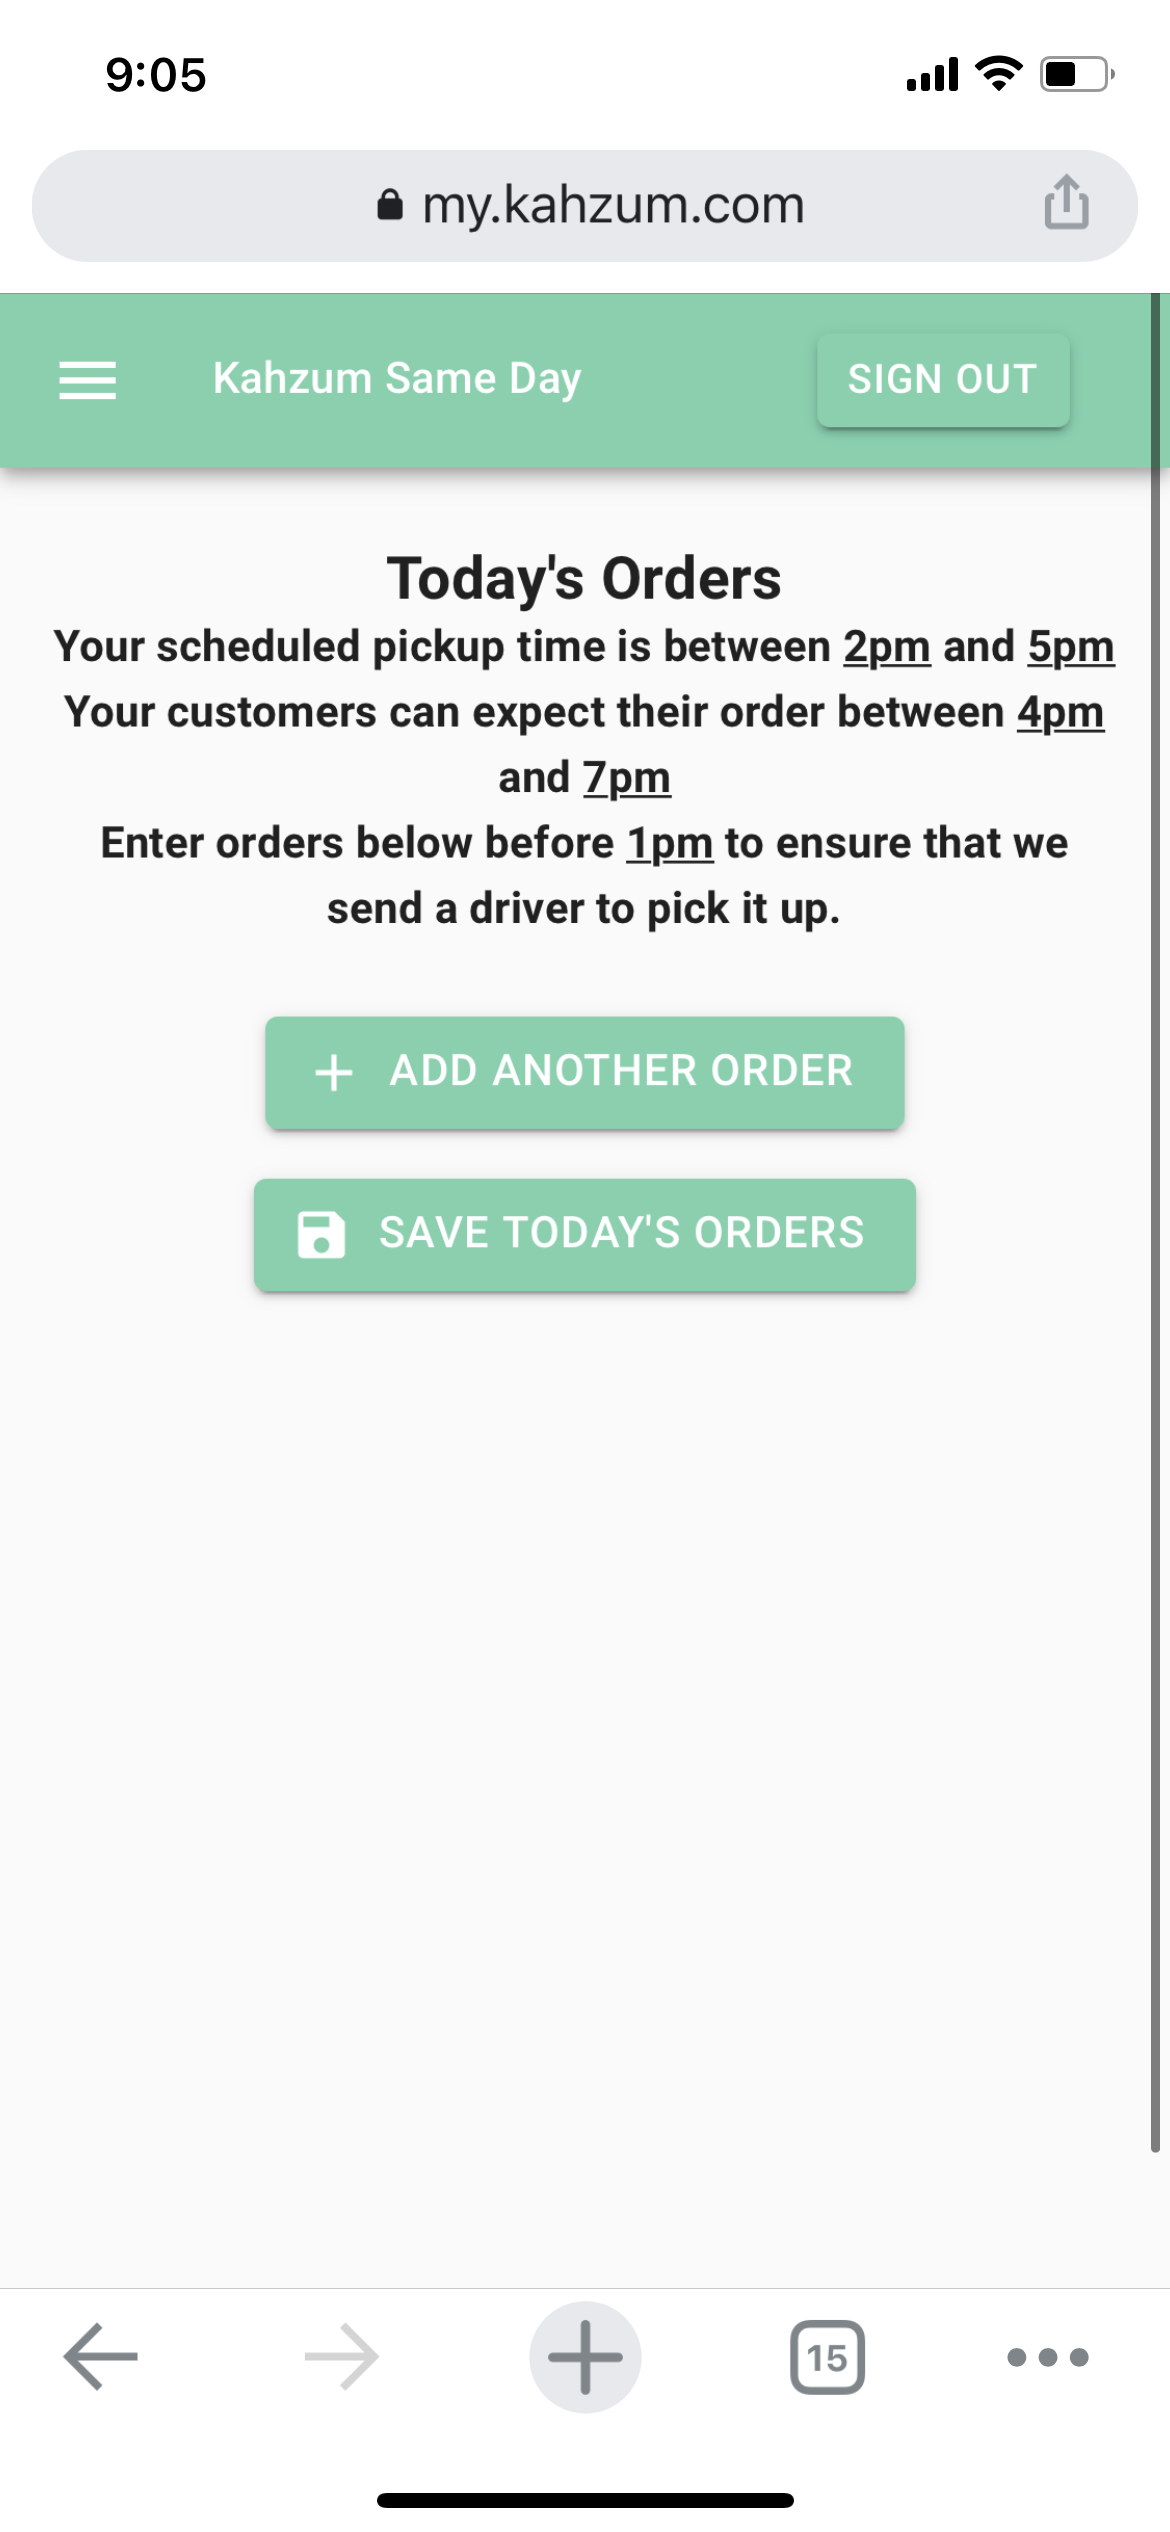 9:05
my.kahzum.com
Kahzum Same Day
SIGN OUT
Today's Orders
Your scheduled pickup time is between 2pm and 5pm
Your customers can expect their order between 4pm
and 7pm
Enter orders below before 1pm to ensure that we
send a driver to pick it up.
ADD ANOTHER ORDER
SAVE TODAY'S ORDERS
15